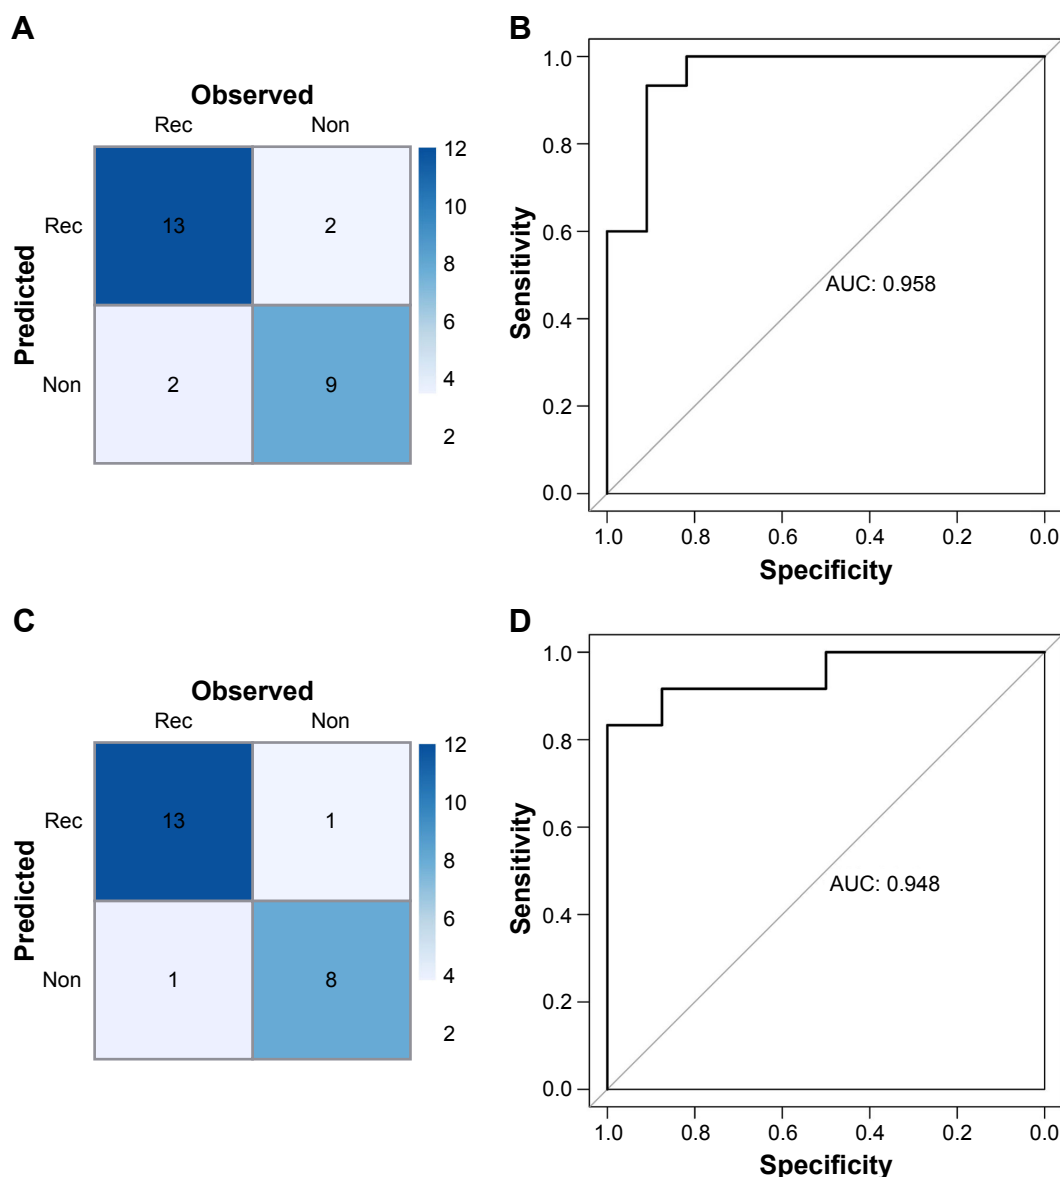 A
Observed
Rec Non
Predicted
Rec
Non
13 2
2 9
12
10
8
6
4
2
B
Sensitivity
1.0
0.8
0.6
0.4
0.2
0.0
AUC: 0.958
1.0 0.8 0.6 0.4 0.2 0.0
Specificity
C
Observed
Rec Non
Predicted
Rec
Non
13 1
1 8
12
10
8
6
4
2
D
Sensitivity
1.0
0.8
0.6
0.4
0.2
0.0
AUC: 0.948
1.0 0.8 0.6 0.4 0.2 0.0
Specificity